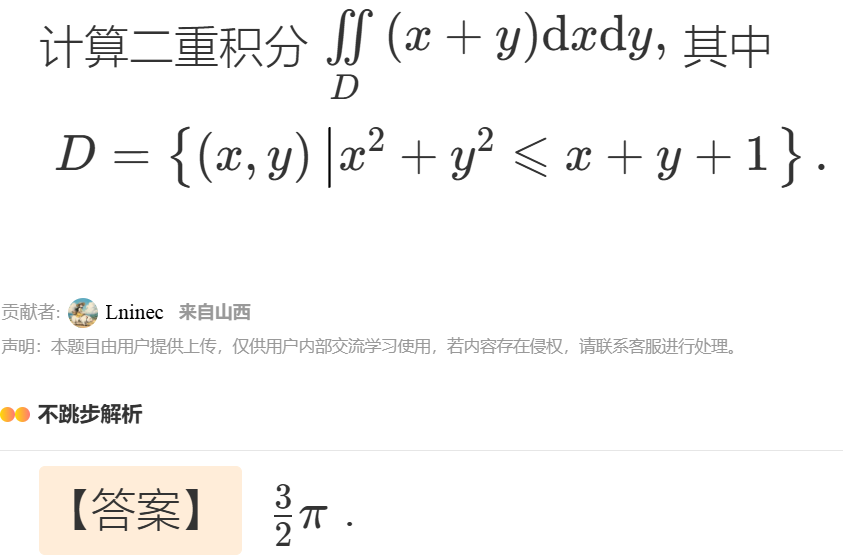 计算二重积分 ∬_D (x + y)dxdy, 其中
D = {(x, y) | x² + y² ⩽ x + y + 1}.
贡献者: Lninec 来自山西
声明：本题目由用户提供上传，仅供用户内部交流学习使用，若内容存在侵权，请联系客服进行处理。
不跳步解析
【答案】 3/2 π .